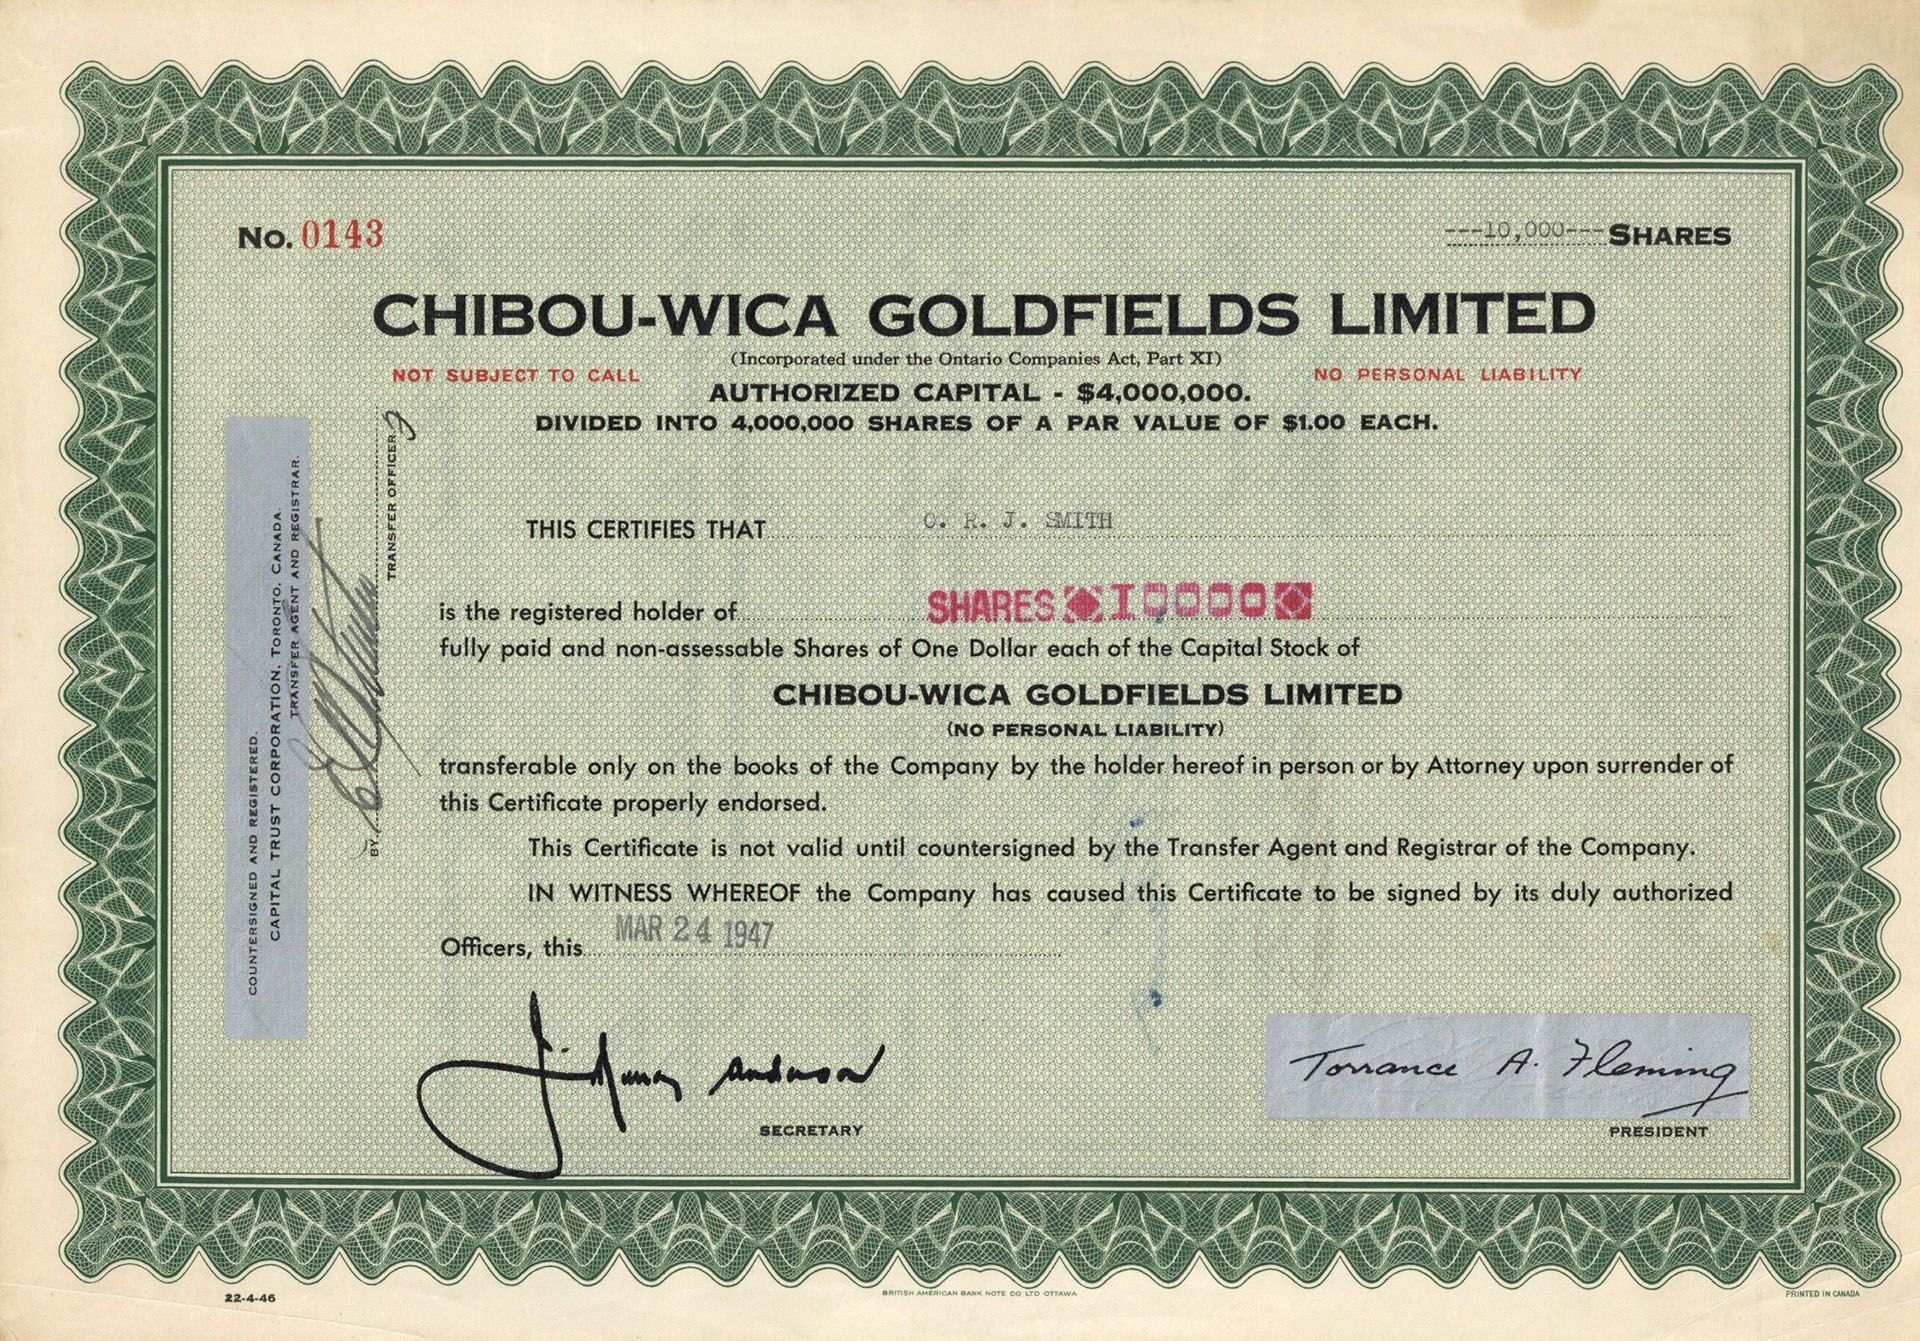 No. 0143
---10,000--- SHARES
CHIBOU-WICA GOLDFIELDS LIMITED
(Incorporated under the Ontario Companies Act, Part XI)
NOT SUBJECT TO CALL
NO PERSONAL LIABILITY
AUTHORIZED CAPITAL - $4,000,000.
DIVIDED INTO 4,000,000 SHARES OF A PAR VALUE OF $1.00 EACH.
COUNTERSIGNED AND REGISTERED.
CAPITAL TRUST CORPORATION, TORONTO, CANADA.
TRANSFER AGENT AND REGISTRAR.
BY
TRANSFER OFFICER
THIS CERTIFIES THAT C. R. J. SMITH
is the registered holder of SHARES 10000
fully paid and non-assessable Shares of One Dollar each of the Capital Stock of
CHIBOU-WICA GOLDFIELDS LIMITED
(NO PERSONAL LIABILITY)
transferable only on the books of the Company by the holder hereof in person or by Attorney upon surrender of
this Certificate properly endorsed.
This Certificate is not valid until countersigned by the Transfer Agent and Registrar of the Company.
IN WITNESS WHEREOF the Company has caused this Certificate to be signed by its duly authorized
Officers, this MAR 24 1947
J. Murray Anderson
Torrance A. Fleming
SECRETARY
PRESIDENT
22-4-46
BRITISH AMERICAN BANK NOTE CO LTD OTTAWA
PRINTED IN CANADA